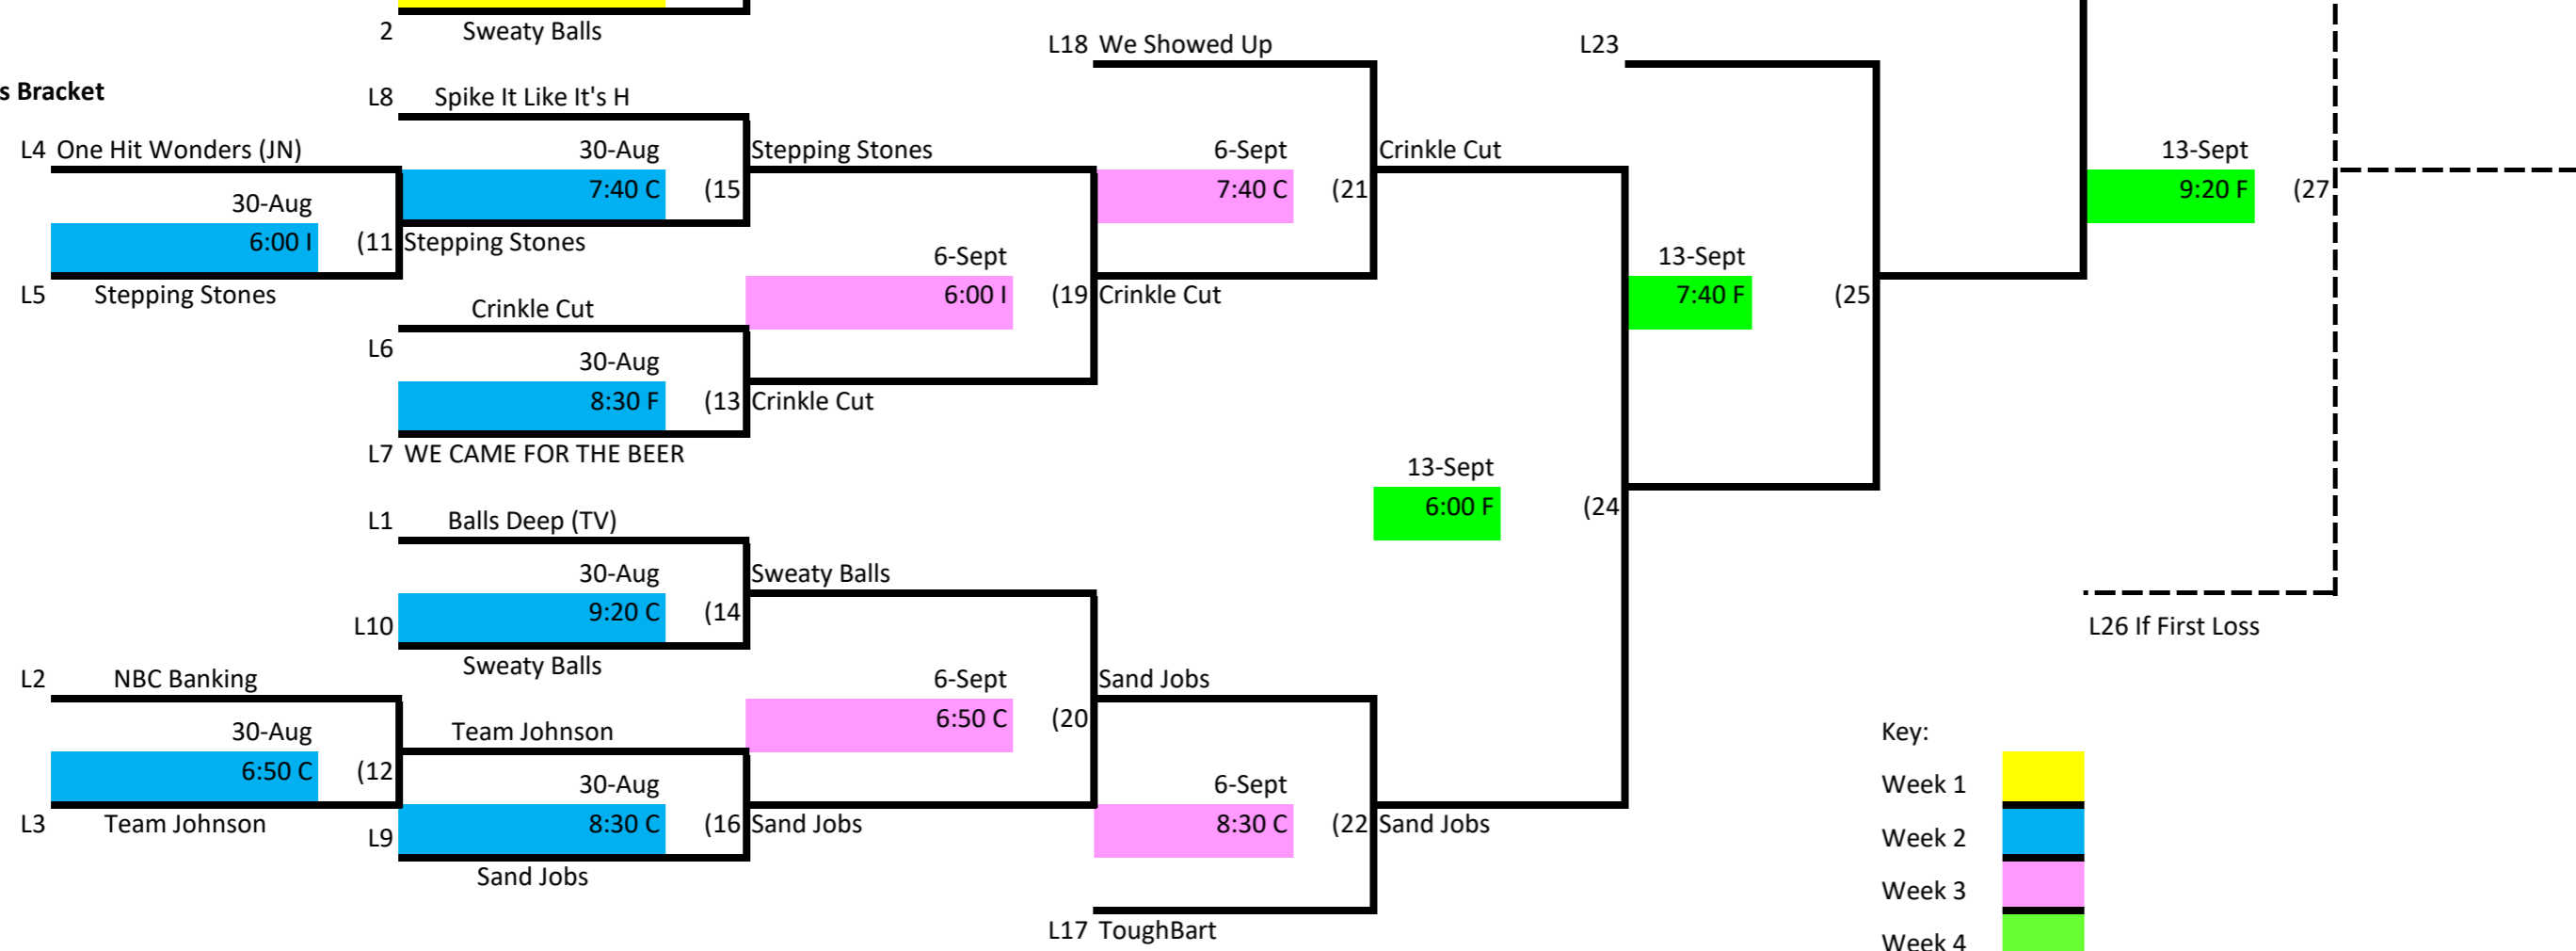 2 Sweaty Balls
L18 We Showed Up
L23
s Bracket
L8 Spike It Like It's H
L4 One Hit Wonders (JN)
30-Aug
Stepping Stones
6-Sept
Crinkle Cut
13-Sept
7:40 C (15
7:40 C (21
9:20 F (27
30-Aug
6:00 I (11
Stepping Stones
6-Sept
13-Sept
L5 Stepping Stones
6:00 I (19
Crinkle Cut
7:40 F (25
Crinkle Cut
L6
30-Aug
8:30 F (13
Crinkle Cut
L7 WE CAME FOR THE BEER
13-Sept
6:00 F (24
L1 Balls Deep (TV)
30-Aug
Sweaty Balls
9:20 C (14
L10
L26 If First Loss
Sweaty Balls
L2 NBC Banking
6-Sept
Sand Jobs
6:50 C (20
30-Aug
Team Johnson
Key:
6:50 C (12
30-Aug
6-Sept
Week 1
L3 Team Johnson
L9
8:30 C (16
Sand Jobs
8:30 C (22
Sand Jobs
Week 2
Sand Jobs
Week 3
L17 ToughBart
Week 4